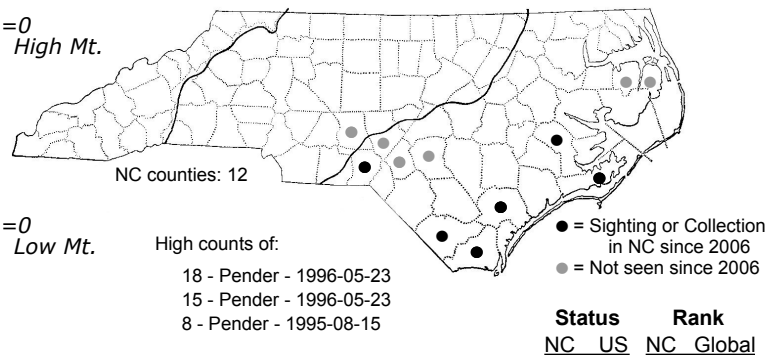 =0
High Mt.
NC counties: 12
=0
Low Mt.
High counts of:
18 - Pender - 1996-05-23
15 - Pender - 1996-05-23
8 - Pender - 1995-08-15
● = Sighting or Collection
in NC since 2006
● = Not seen since 2006
Status Rank
NC US NC Global